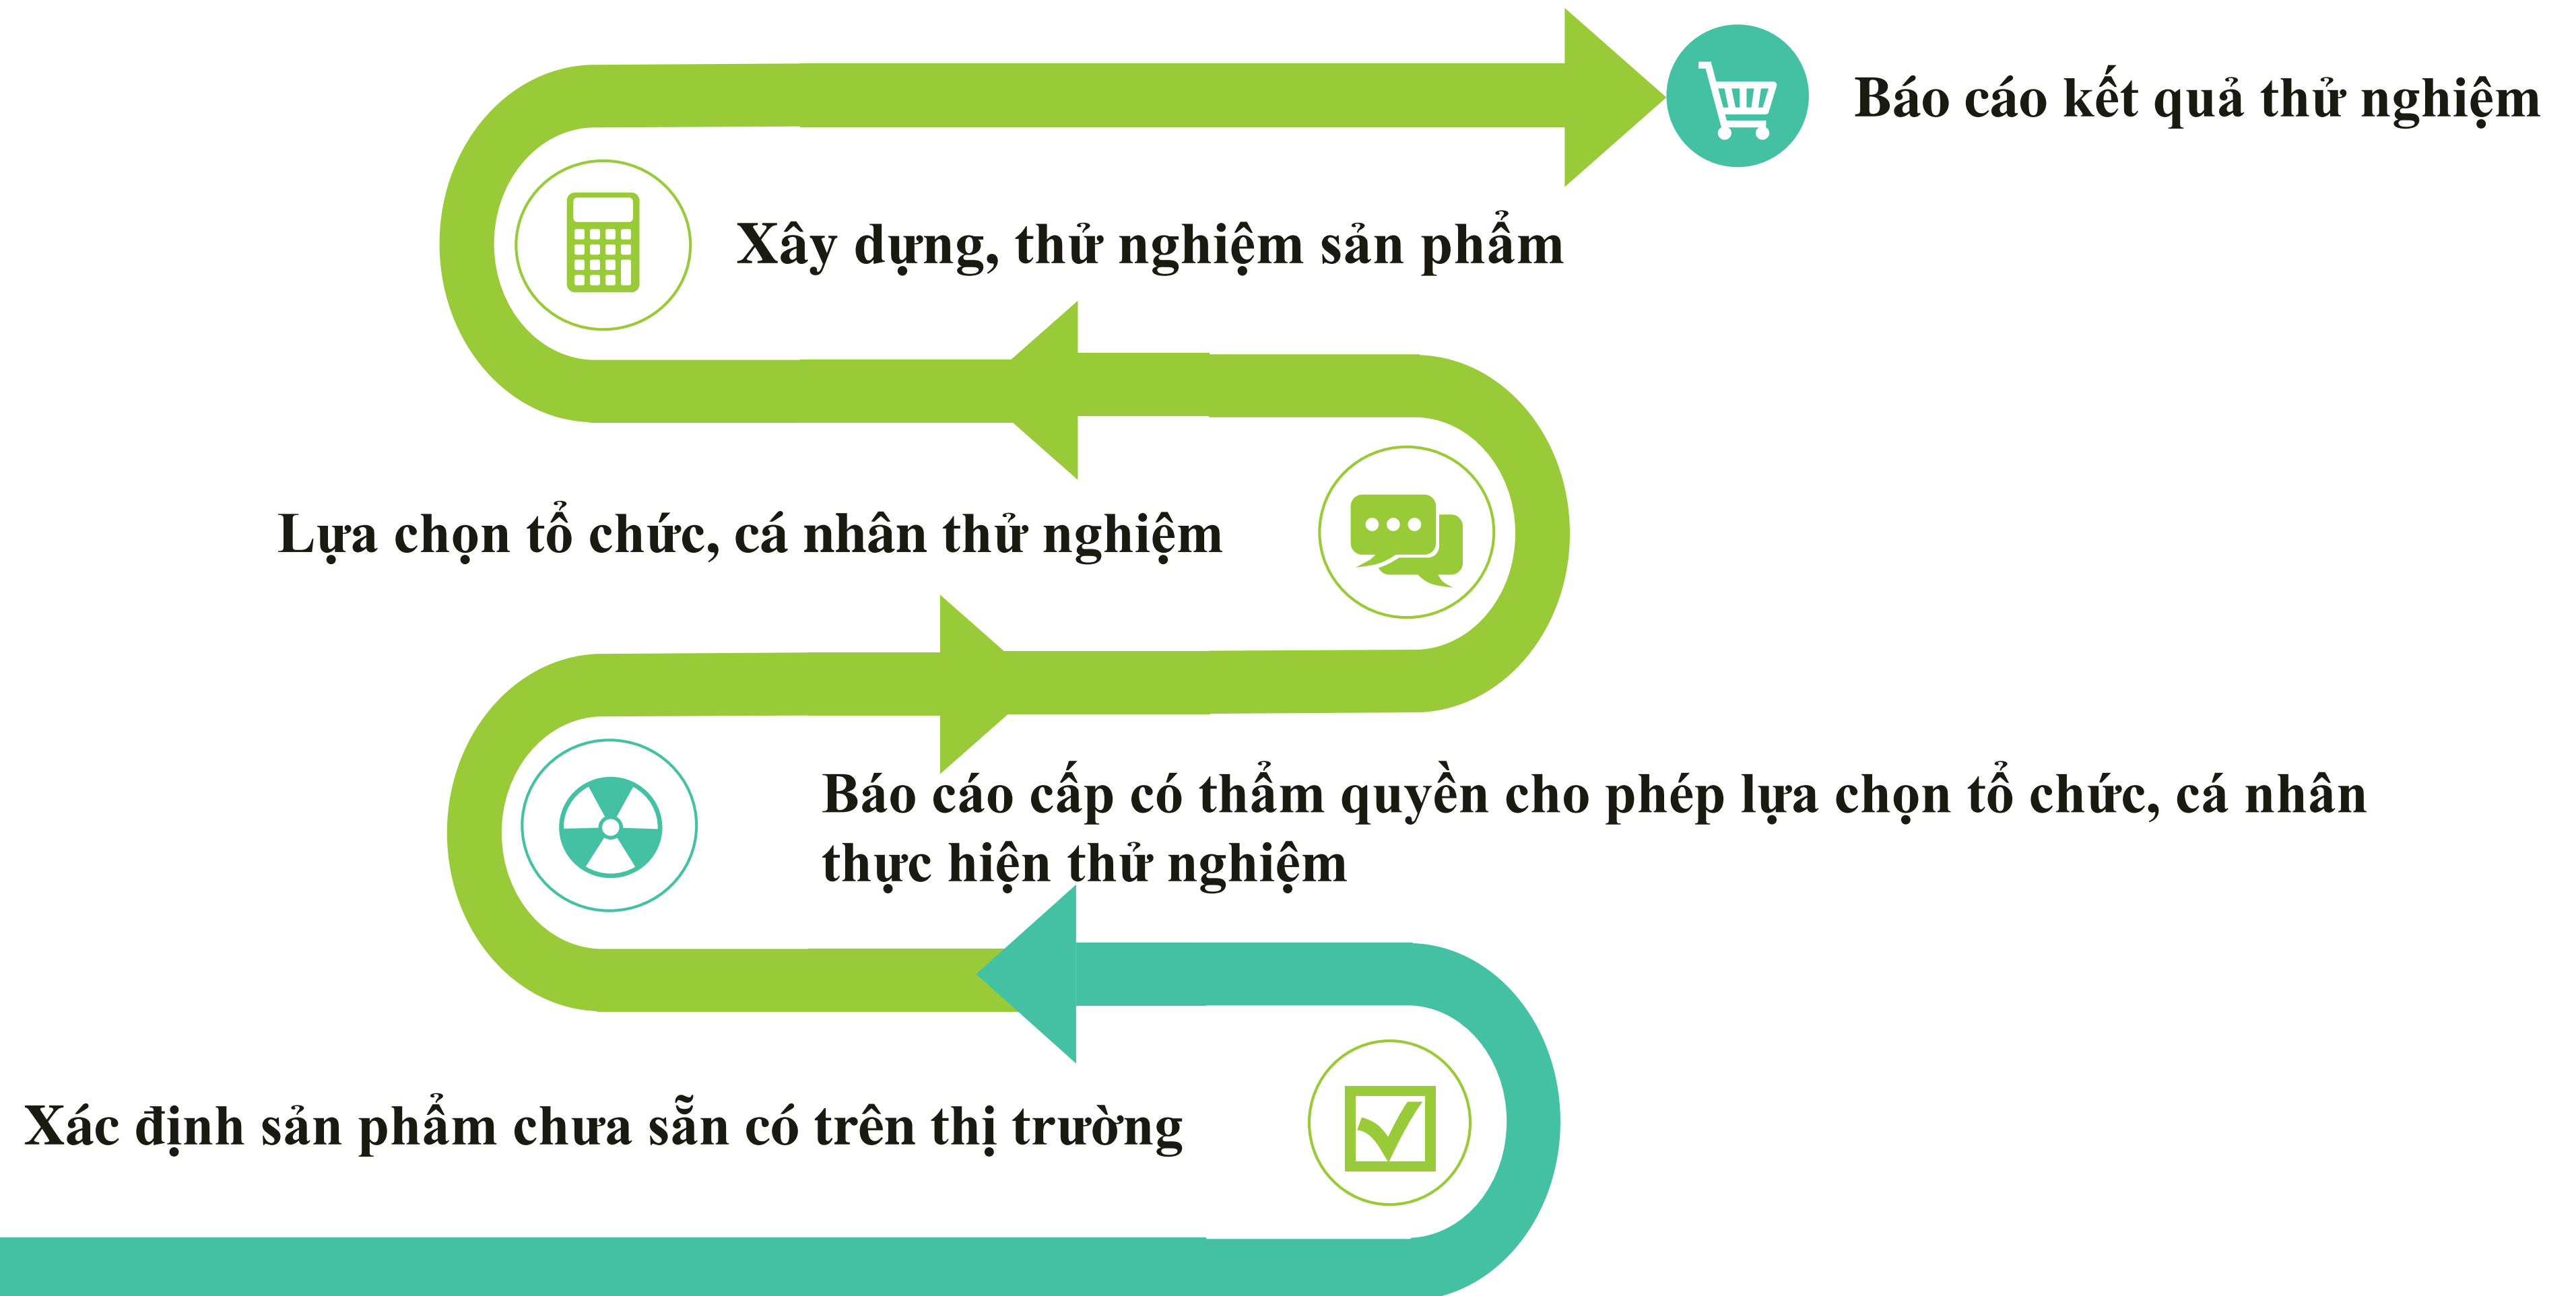 Báo cáo kết quả thử nghiệm
Xây dựng, thử nghiệm sản phẩm
Lựa chọn tổ chức, cá nhân thử nghiệm
Báo cáo cấp có thẩm quyền cho phép lựa chọn tổ chức, cá nhân
thực hiện thử nghiệm
Xác định sản phẩm chưa sẵn có trên thị trường